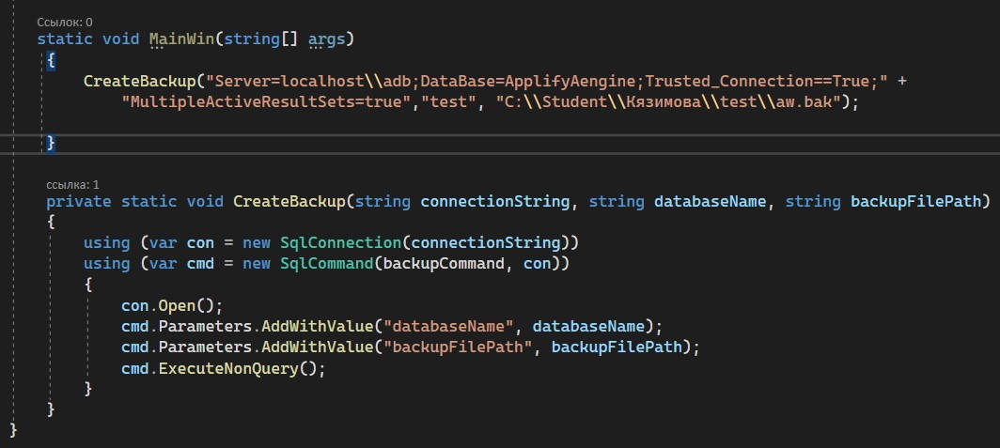 Ссылок: 0
static void MainWin(string[] args)
{
CreateBackup("Server=localhost\\adb;DataBase=ApplifyAengine;Trusted_Connection==True;" +
"MultipleActiveResultSets=true","test", "C:\\Student\\Кязимова\\test\\aw.bak");
}
ссылка: 1
private static void CreateBackup(string connectionString, string databaseName, string backupFilePath)
{
using (var con = new SqlConnection(connectionString))
using (var cmd = new SqlCommand(backupCommand, con))
{
con.Open();
cmd.Parameters.AddWithValue("databaseName", databaseName);
cmd.Parameters.AddWithValue("backupFilePath", backupFilePath);
cmd.ExecuteNonQuery();
}
}
}